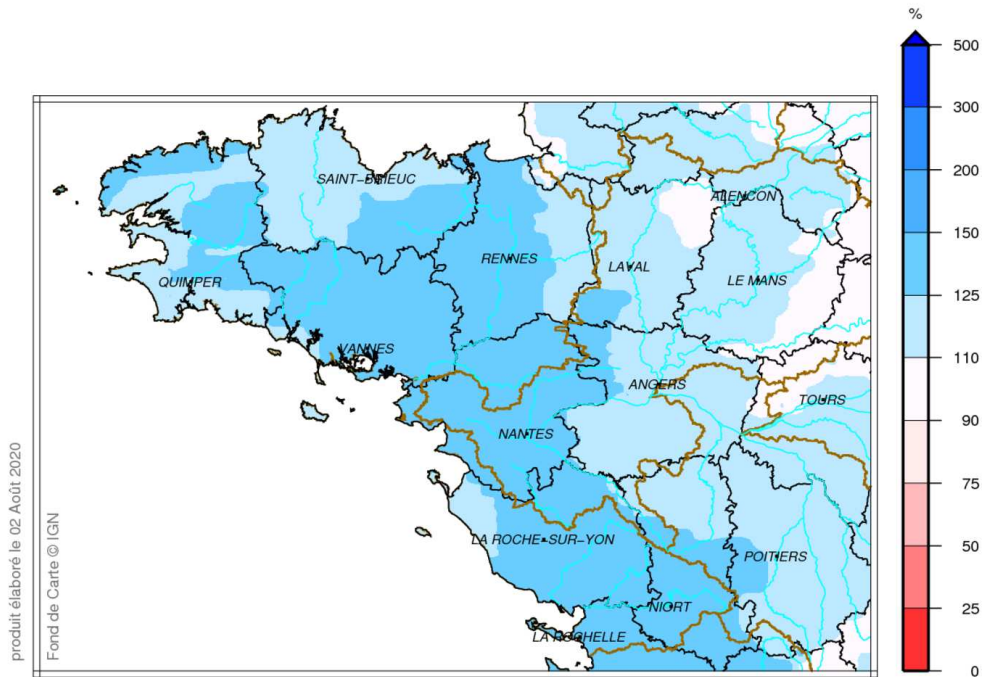 %
500
300
200
150
125
110
90
75
50
25
0
SAINT-BRIEUC
ALENCON
RENNES
LAVAL
LE MANS
QUIMPER
VANNES
ANGERS
TOURS
NANTES
LA ROCHE-SUR-YON
POITIERS
NIORT
LA ROCHELLE
produit élaboré le 02 Août 2020
Fond de Carte © IGN